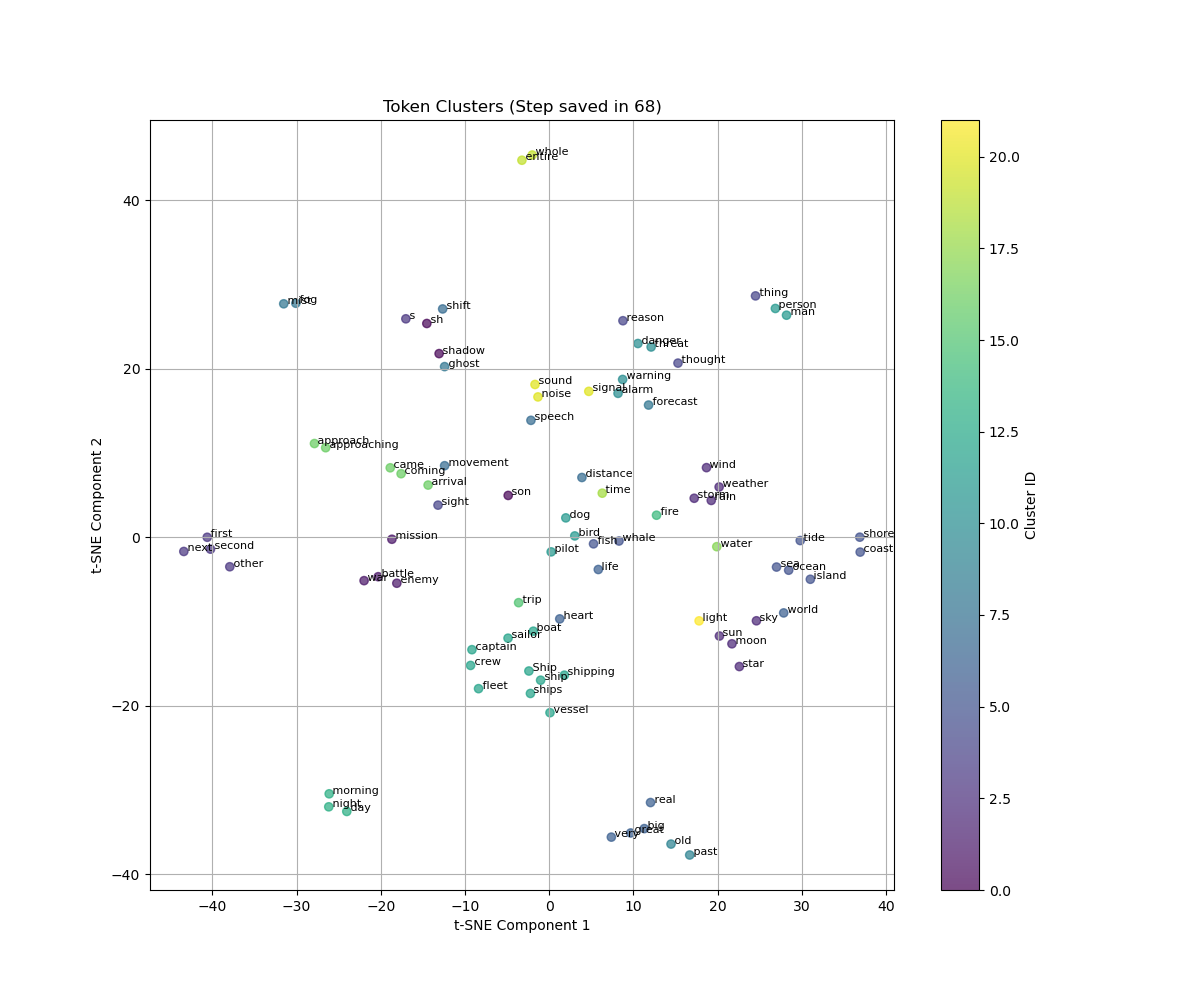 Token Clusters (Step saved in 68)
whole
entire
mist
fog
s
sh
shift
shadow
ghost
reason
danger
threat
thought
thing
person
man
sound
noise
speech
signal
warning
alarm
forecast
approach
approaching
came
coming
arrival
movement
sight
son
distance
time
wind
weather
storm
rain
fire
dog
bird
fish
whale
pilot
life
water
tide
shore
coast
sea
ocean
island
world
first
next
second
other
mission
war
battle
enemy
trip
heart
boat
sailor
captain
crew
fleet
Ship
ship
shipping
ships
vessel
light
sky
sun
moon
star
morning
night
day
real
very
great
big
old
past
40
20
0
−20
−40
−40
−30
−20
−10
0
10
20
30
40
t-SNE Component 1
t-SNE Component 2
20.0
17.5
15.0
12.5
10.0
7.5
5.0
2.5
0.0
Cluster ID